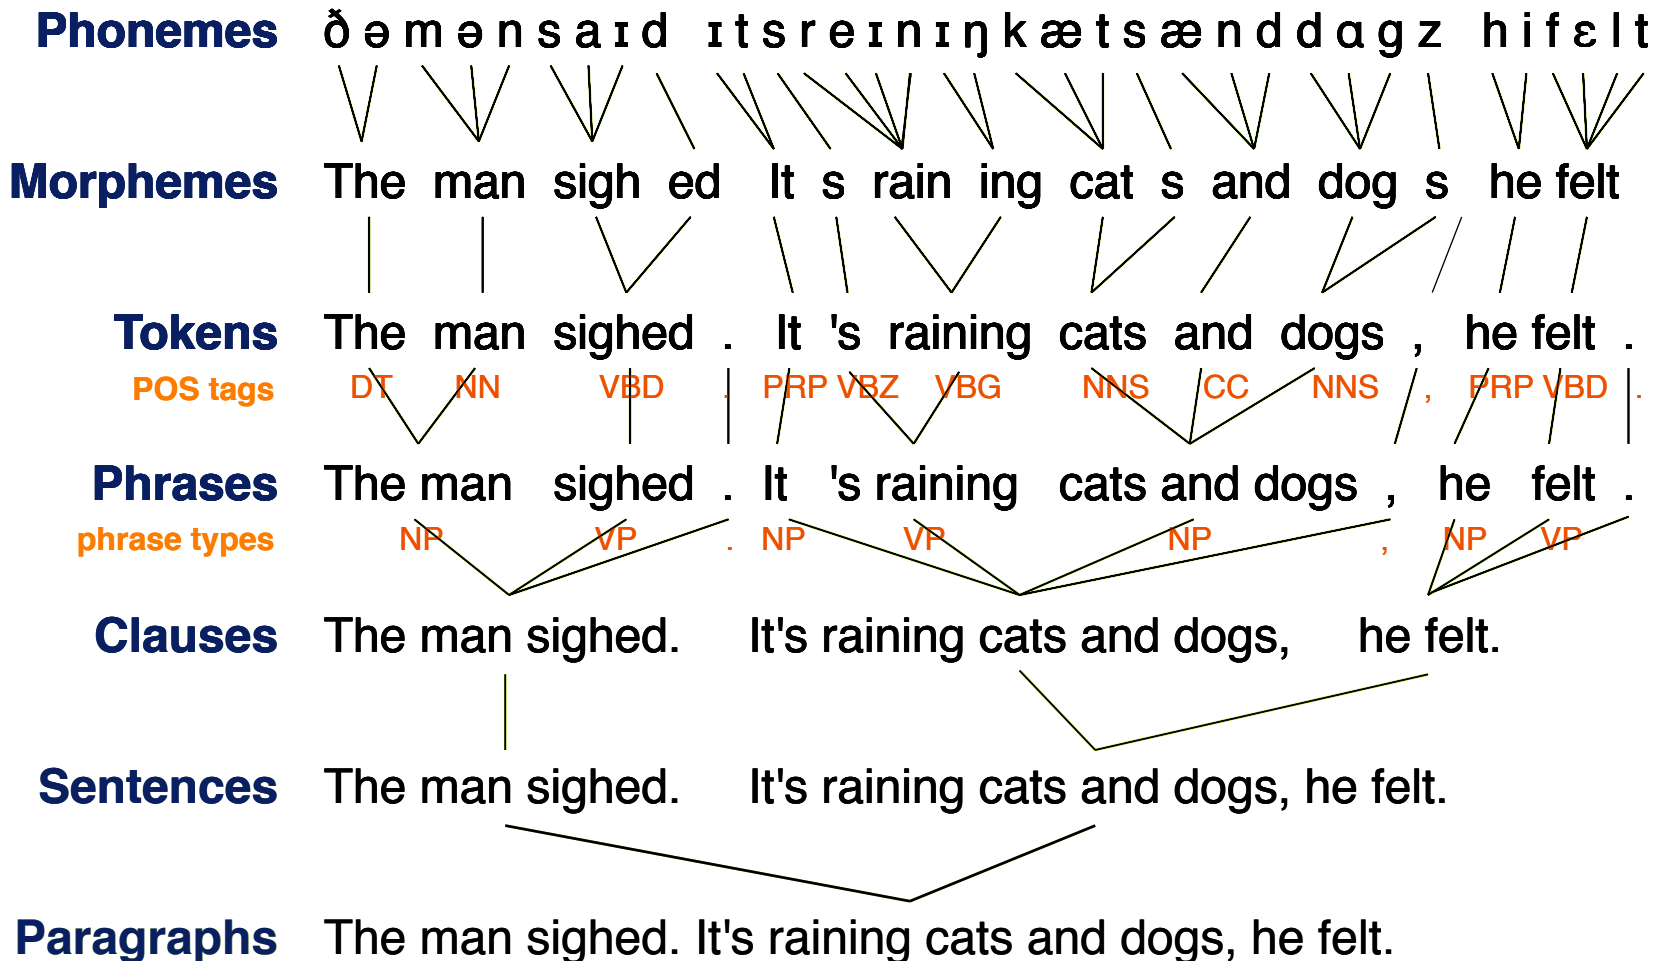 Phonemes ð ə m ə n s a ɪ d ɪ t s r e ɪ n ɪ ŋ k æ t s æ n d d ɑ g z h i f ɛ l t
Morphemes The man sigh ed It s rain ing cat s and dog s he felt
Tokens The man sighed . It 's raining cats and dogs , he felt .
POS tags DT NN VBD . PRP VBZ VBG NNS CC NNS , PRP VBD .
Phrases The man sighed . It 's raining cats and dogs , he felt .
phrase types NP VP . NP VP NP , NP VP
Clauses The man sighed. It's raining cats and dogs, he felt.
Sentences The man sighed. It's raining cats and dogs, he felt.
Paragraphs The man sighed. It's raining cats and dogs, he felt.